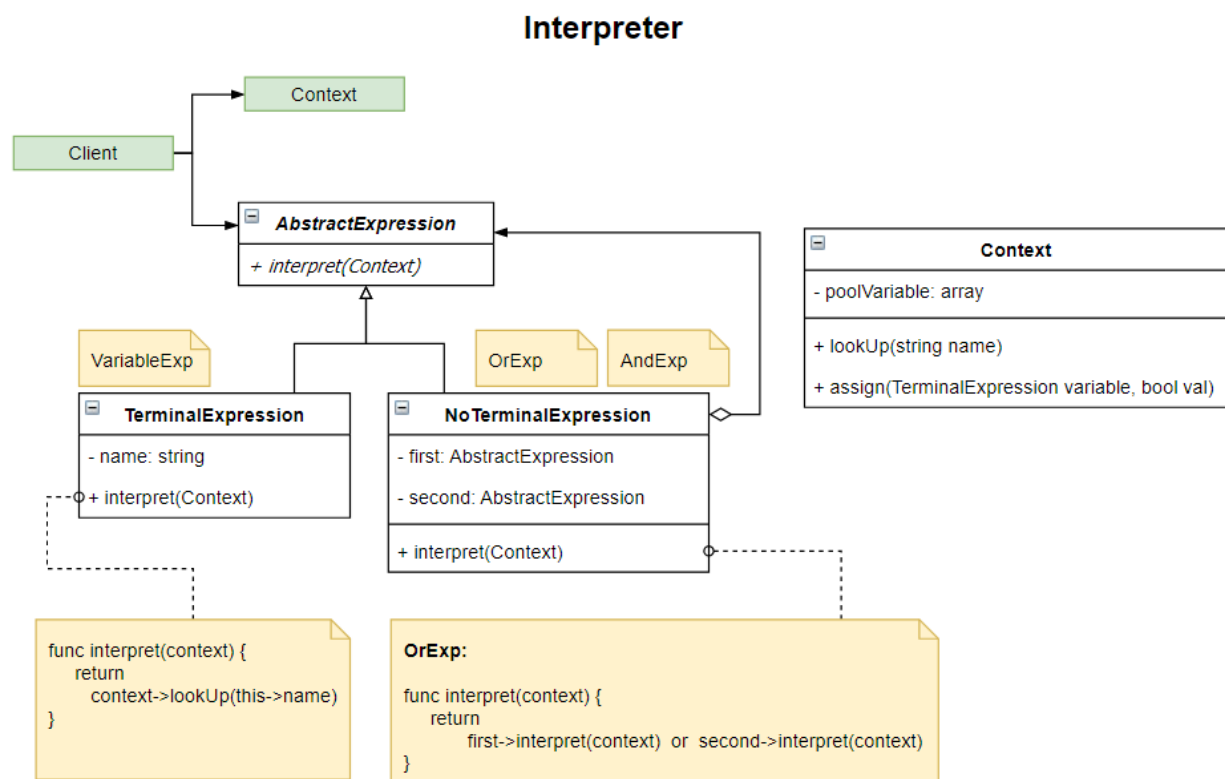 Interpreter
Context
Client
AbstractExpression
+ interpret(Context)
Context
- poolVariable: array
+ lookUp(string name)
+ assign(TerminalExpression variable, bool val)
VariableExp
OrExp
AndExp
TerminalExpression
- name: string
+ interpret(Context)
NoTerminalExpression
- first: AbstractExpression
- second: AbstractExpression
+ interpret(Context)
func interpret(context) {
return
context->lookUp(this->name)
}
OrExp:
func interpret(context) {
return
first->interpret(context) or second->interpret(context)
}